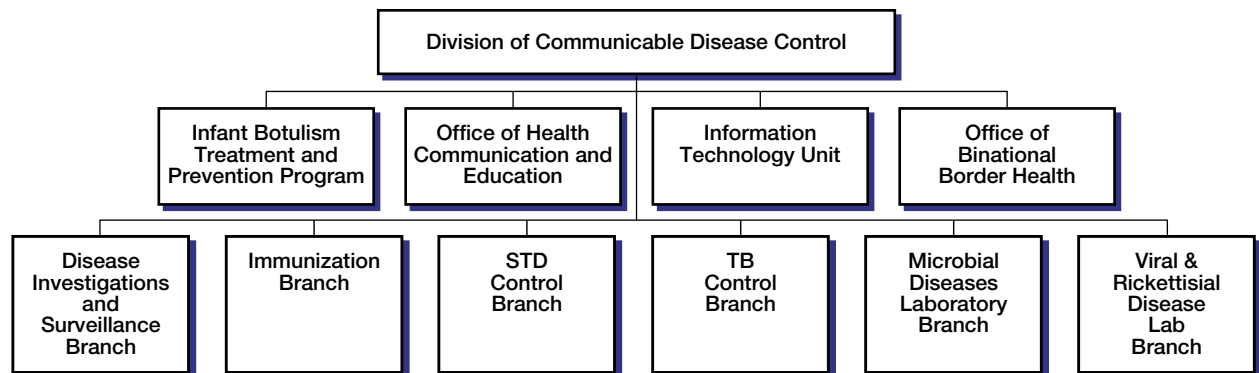 Division of Communicable Disease Control
Infant Botulism
Treatment and
Prevention Program
Office of Health
Communication and
Education
Information
Technology Unit
Office of
Binational
Border Health
Disease
Investigations
and
Surveillance
Branch
Immunization
Branch
STD
Control
Branch
TB
Control
Branch
Microbial
Diseases
Laboratory
Branch
Viral &
Rickettisial
Disease
Lab
Branch